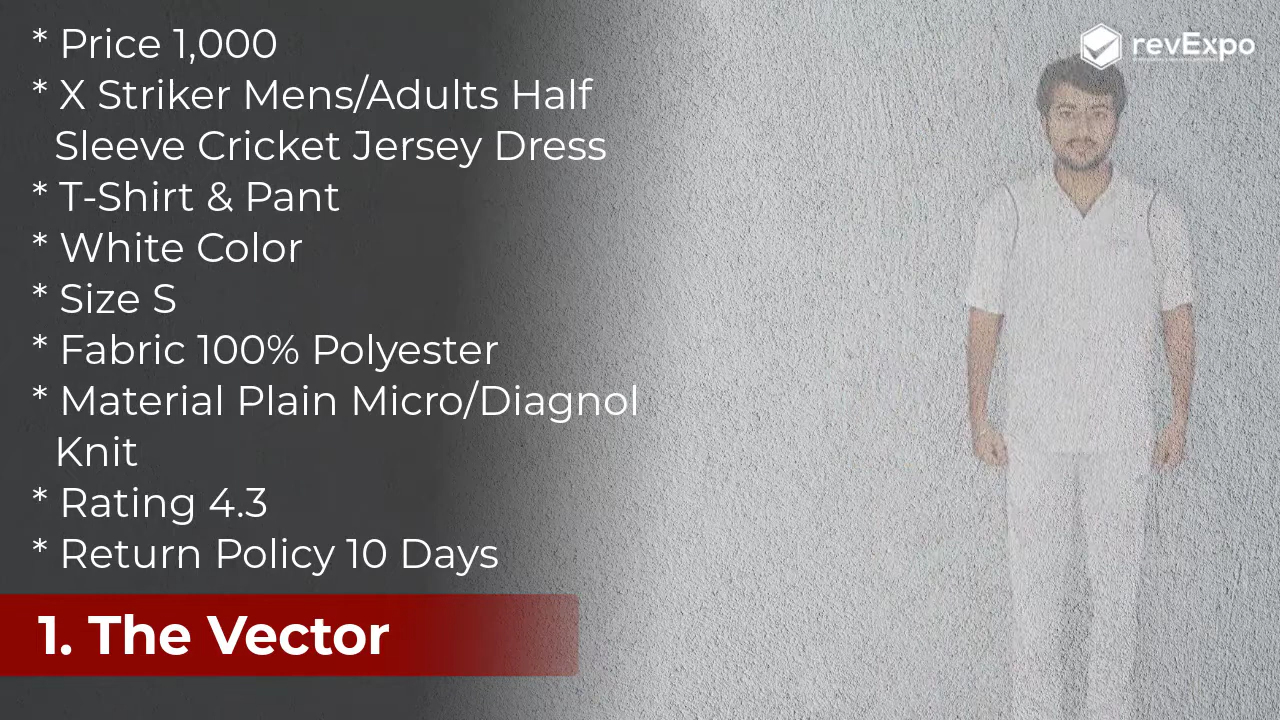 * Price 1,000
* X Striker Mens/Adults Half
Sleeve Cricket Jersey Dress
* T-Shirt & Pant
* White Color
* Size S
* Fabric 100% Polyester
* Material Plain Micro/Diagnol
Knit
* Rating 4.3
* Return Policy 10 Days
1. The Vector
revExpo